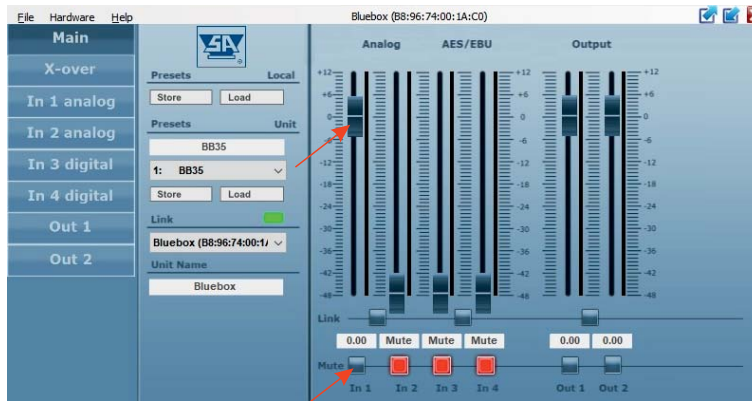 File Hardware Help
Bluebox (B8:96:74:00:1A:C0)
Main
X-over
In 1 analog
In 2 analog
In 3 digital
In 4 digital
Out 1
Out 2
SA
Presets Local
Store Load
Presets Unit
BB35
1: BB35
Store Load
Link
Bluebox (B8:96:74:00:1
Unit Name
Bluebox
Analog AES/EBU Output
+12 +12 +12
+6 +6
0 0 0
-6 -6 -6
-12 -12 -12
-18 -18 -18
-24 -24 -24
-30 -30 -30
-36 -36 -36
-42 -42 -42
-48 -48 -48
Link
0.00 Mute Mute Mute 0.00 0.00
Mute
In 1 In 2 In 3 In 4 Out 1 Out 2